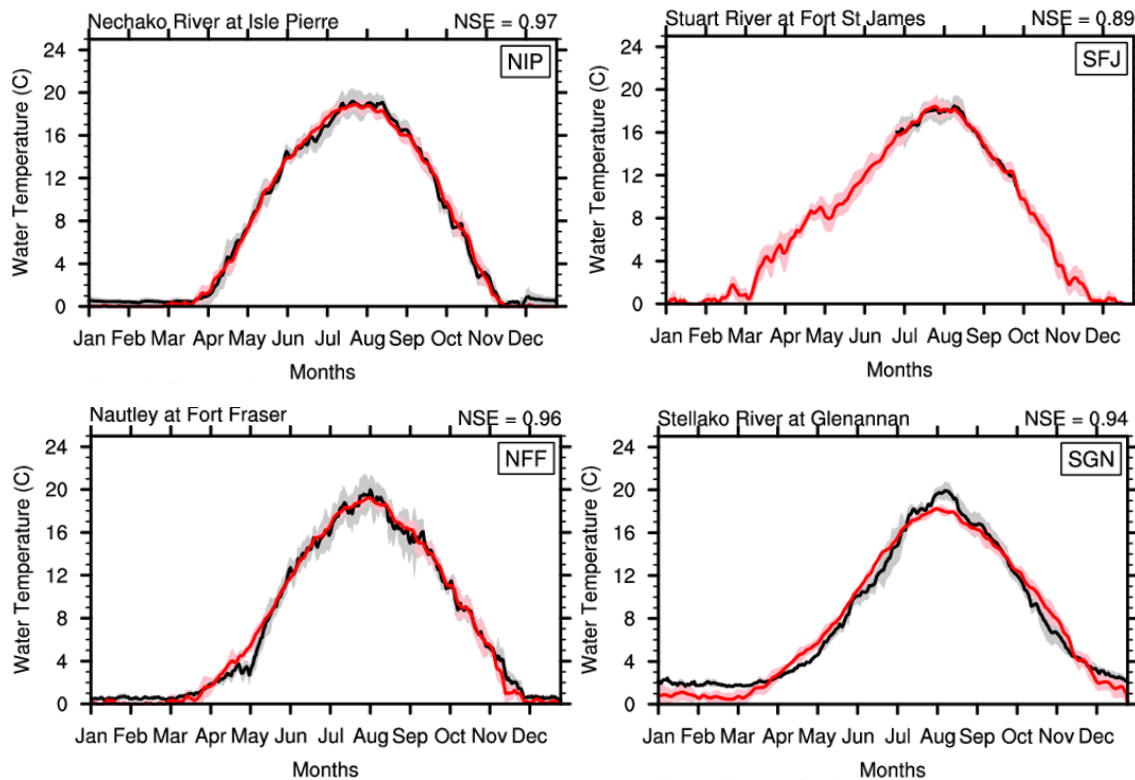 Nechako River at Isle Pierre NSE = 0.97
NIP
Water Temperature (C)
24
20
16
12
8
4
0
Jan Feb Mar Apr May Jun Jul Aug Sep Oct Nov Dec
Months
Stuart River at Fort St James NSE = 0.89
SFJ
Water Temperature (C)
24
20
16
12
8
4
0
Jan Feb Mar Apr May Jun Jul Aug Sep Oct Nov Dec
Months
Nautley at Fort Fraser NSE = 0.96
NFF
Water Temperature (C)
24
20
16
12
8
4
0
Jan Feb Mar Apr May Jun Jul Aug Sep Oct Nov Dec
Months
Stellako River at Glenannan NSE = 0.94
SGN
Water Temperature (C)
24
20
16
12
8
4
0
Jan Feb Mar Apr May Jun Jul Aug Sep Oct Nov Dec
Months